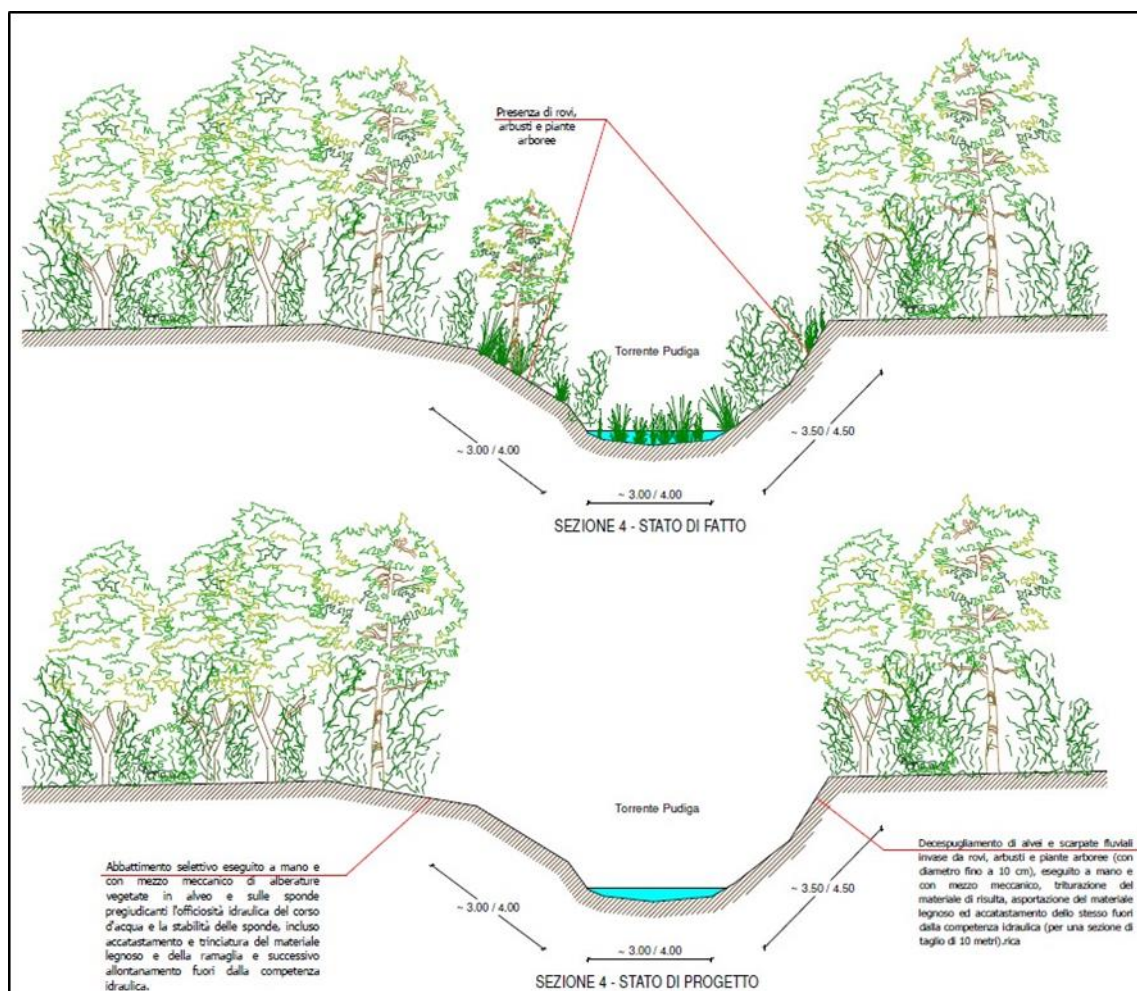 Presenza di rovi,
arbusti e piante
arboree
Torrente Pudiga
~ 3.00 / 4.00
~ 3.50 / 4.50
~ 3.00 / 4.00
SEZIONE 4 - STATO DI FATTO
Torrente Pudiga
Abbattimento selettivo eseguito a mano e
con mezzo meccanico di alberature
vegetate in alveo e sulle sponde
pregiudicanti l'officiosità idraulica del corso
d'acqua e la stabilità delle sponde, incluso
accatastamento e trinciatura del materiale
legnoso e della ramaglia e successivo
allontanamento fuori dalla competenza
idraulica.
~ 3.00 / 4.00
~ 3.50 / 4.50
Decespugliamento di alvei e scarpate fluviali
invase da rovi, arbusti e piante arboree (con
diametro fino a 10 cm), eseguito a mano e
con mezzo meccanico, triturazione del
materiale di risulta, asportazione del materiale
legnoso ed accatastamento dello stesso fuori
dalla competenza idraulica (per una sezione di
taglio di 10 metri).rica
~ 3.00 / 4.00
SEZIONE 4 - STATO DI PROGETTO